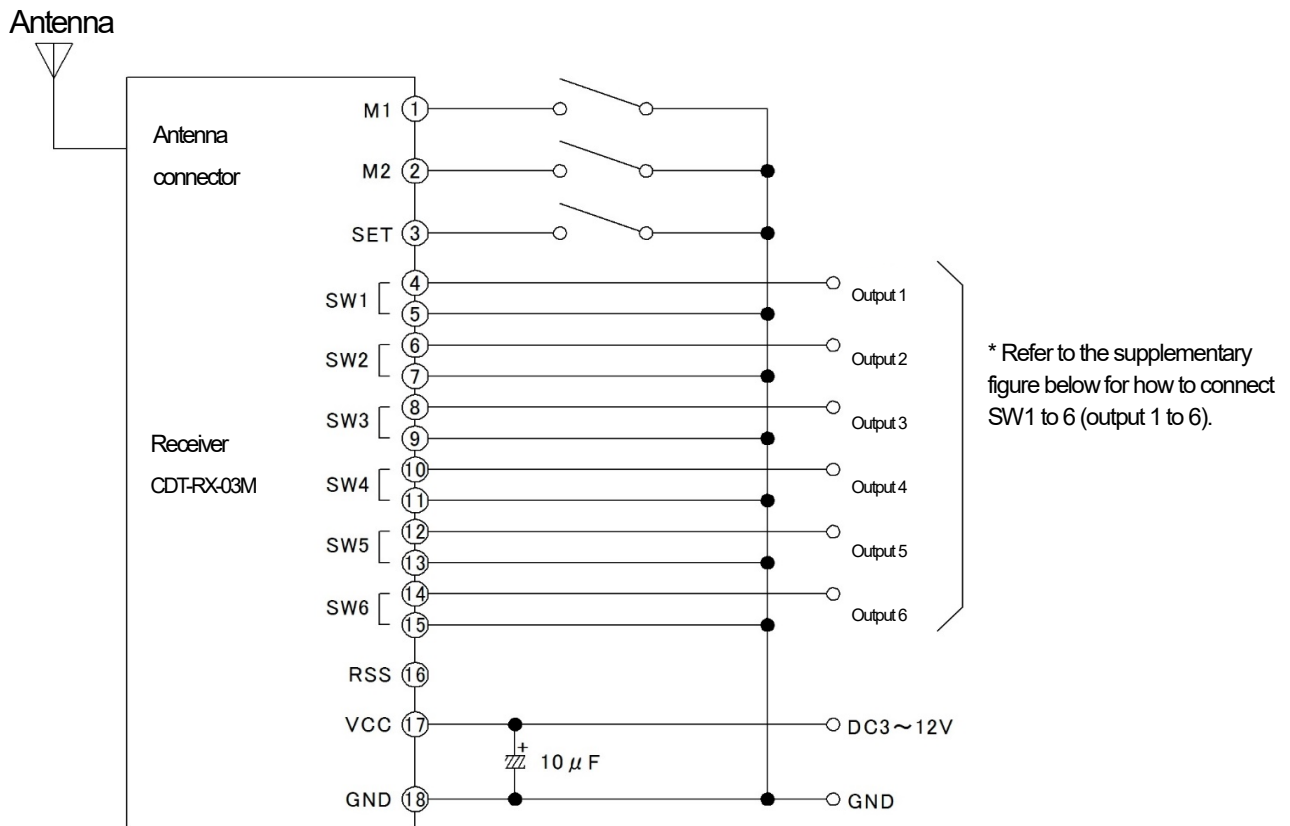 Antenna
Antenna
connector
Receiver
CDT-RX-03M
M1 1
M2 2
SET 3
SW1
4
5
SW2
6
7
SW3
8
9
SW4
10
11
SW5
12
13
SW6
14
15
RSS 16
VCC 17
GND 18
Output 1
Output 2
Output 3
Output 4
Output 5
Output 6
* Refer to the supplementary
figure below for how to connect
SW1 to 6 (output 1 to 6).
+
10 μF
DC3～12V
GND